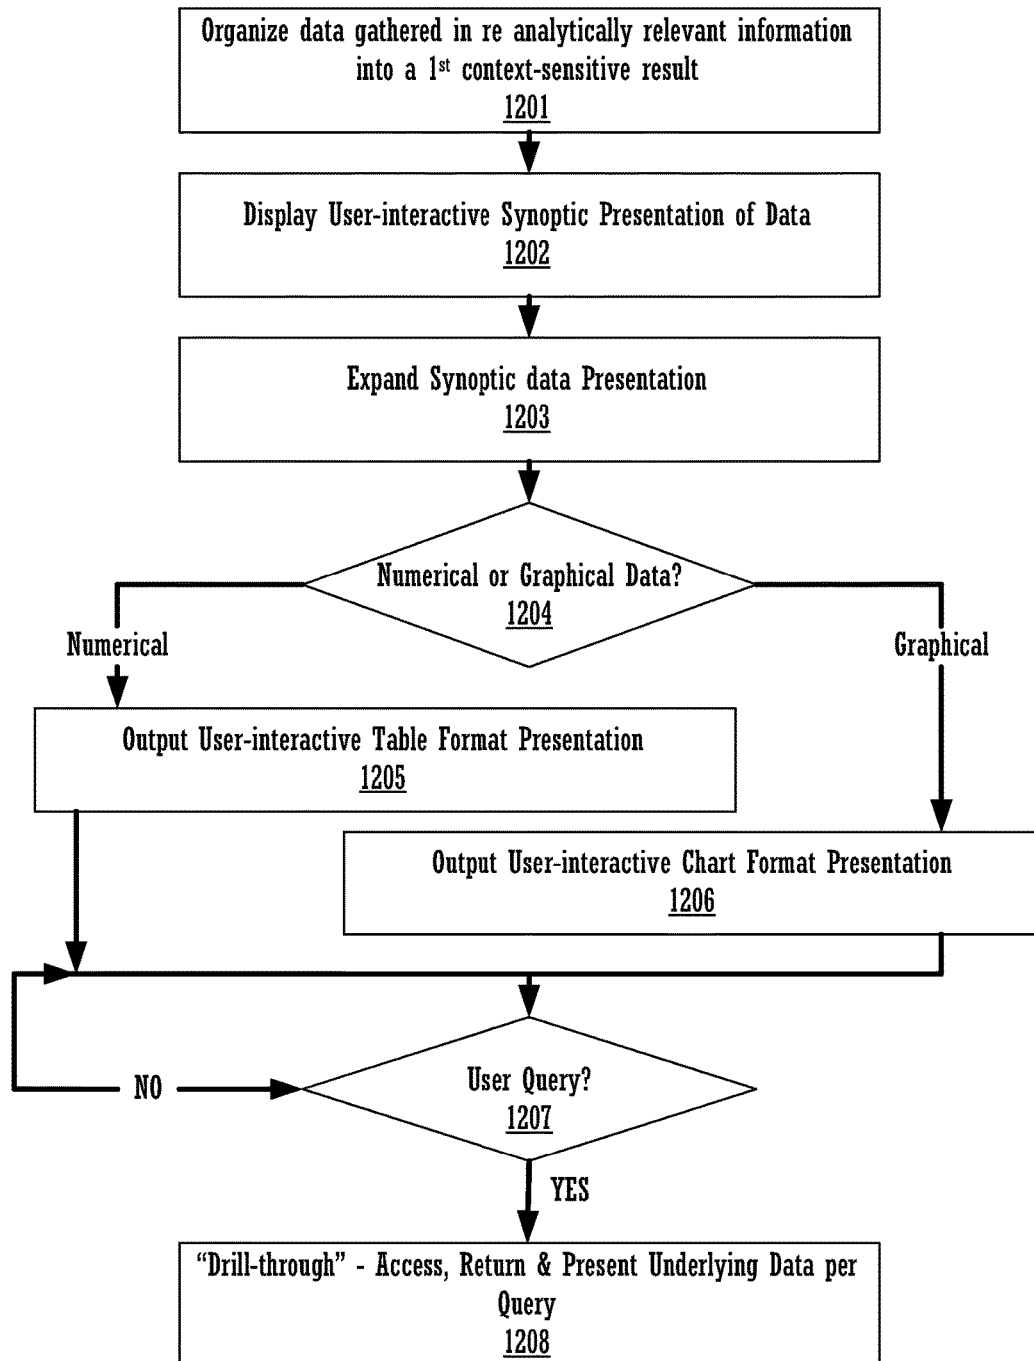 Organize data gathered in re analytically relevant information
into a 1st context-sensitive result
1201
Display User-interactive Synoptic Presentation of Data
1202
Expand Synoptic data Presentation
1203
Numerical or Graphical Data?
1204
Numerical
Graphical
Output User-interactive Table Format Presentation
1205
Output User-interactive Chart Format Presentation
1206
User Query?
1207
NO
YES
“Drill-through” - Access, Return & Present Underlying Data per
Query
1208